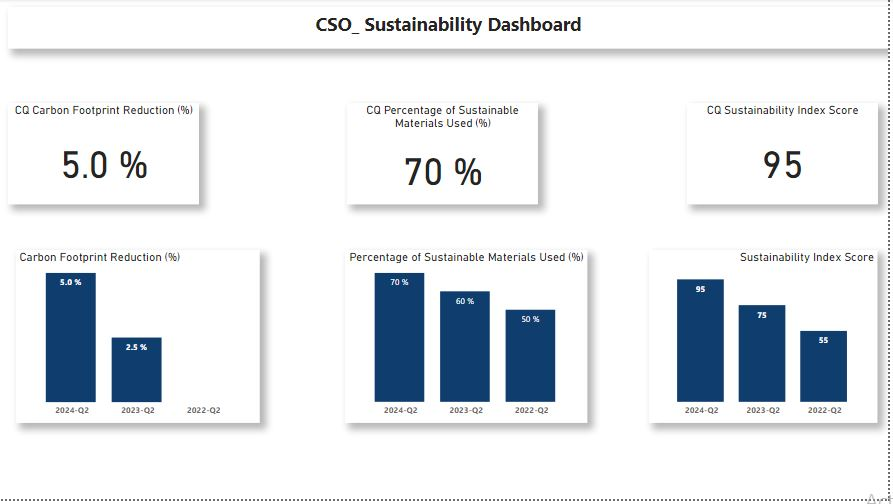 CSO_ Sustainability Dashboard
CQ Carbon Footprint Reduction (%)
5.0 %
CQ Percentage of Sustainable
Materials Used (%)
70 %
CQ Sustainability Index Score
95
Carbon Footprint Reduction (%)
5.0 %
2.5 %
2024-Q2 2023-Q2 2022-Q2
Percentage of Sustainable Materials Used (%)
70 %
60 %
50 %
2024-Q2 2023-Q2 2022-Q2
Sustainability Index Score
95
75
55
2024-Q2 2023-Q2 2022-Q2